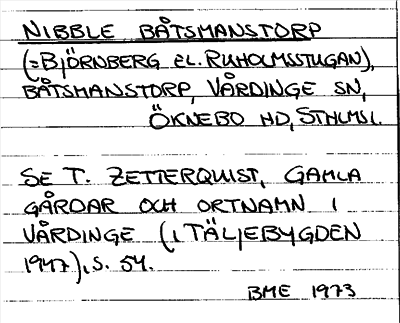 NIBBLE BÅTSMANSTORP
(=BJÖRNBERG EL. RUHOLMSSTUGAN),
BÅTSMANSTORP, VÅRDINGE SN,
ÖKNEBO HD, STHLMS L.
SE T. ZETTERQUIST, GAMLA
GÅRDAR OCH ORTNAMN I
VÅRDINGE (I TÄLJEBYGDEN
1947), S. 54.
BME 1973